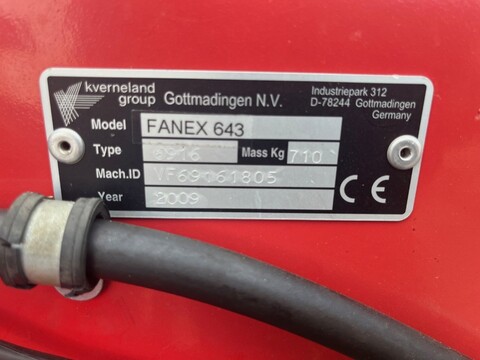 kverneland
group Gottmadingen N.V.
Industriepark 312
D-78244 Gottmadingen
Germany
Model FANEX 643
Type Mass Kg 710
Mach.ID
Year 2009
CE